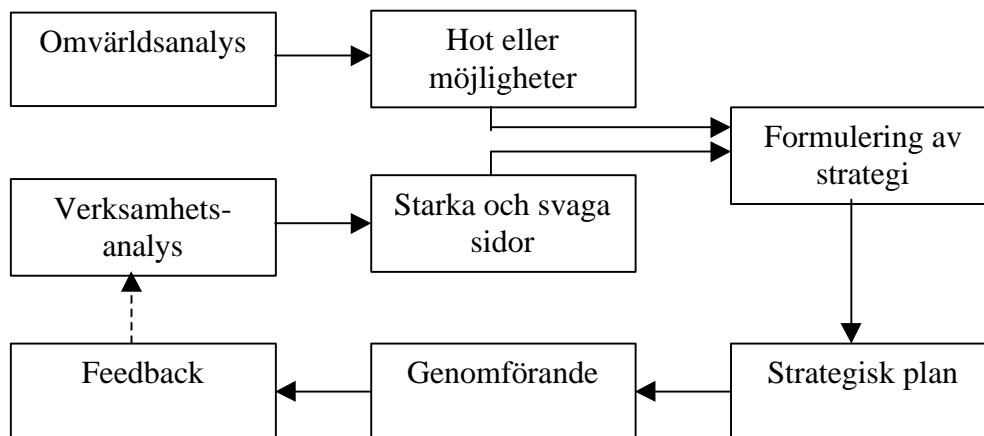 Omvärldsanalys
Hot eller
möjligheter
Formulering av
strategi
Verksamhets-
analys
Starka och svaga
sidor
Feedback
Genomförande
Strategisk plan